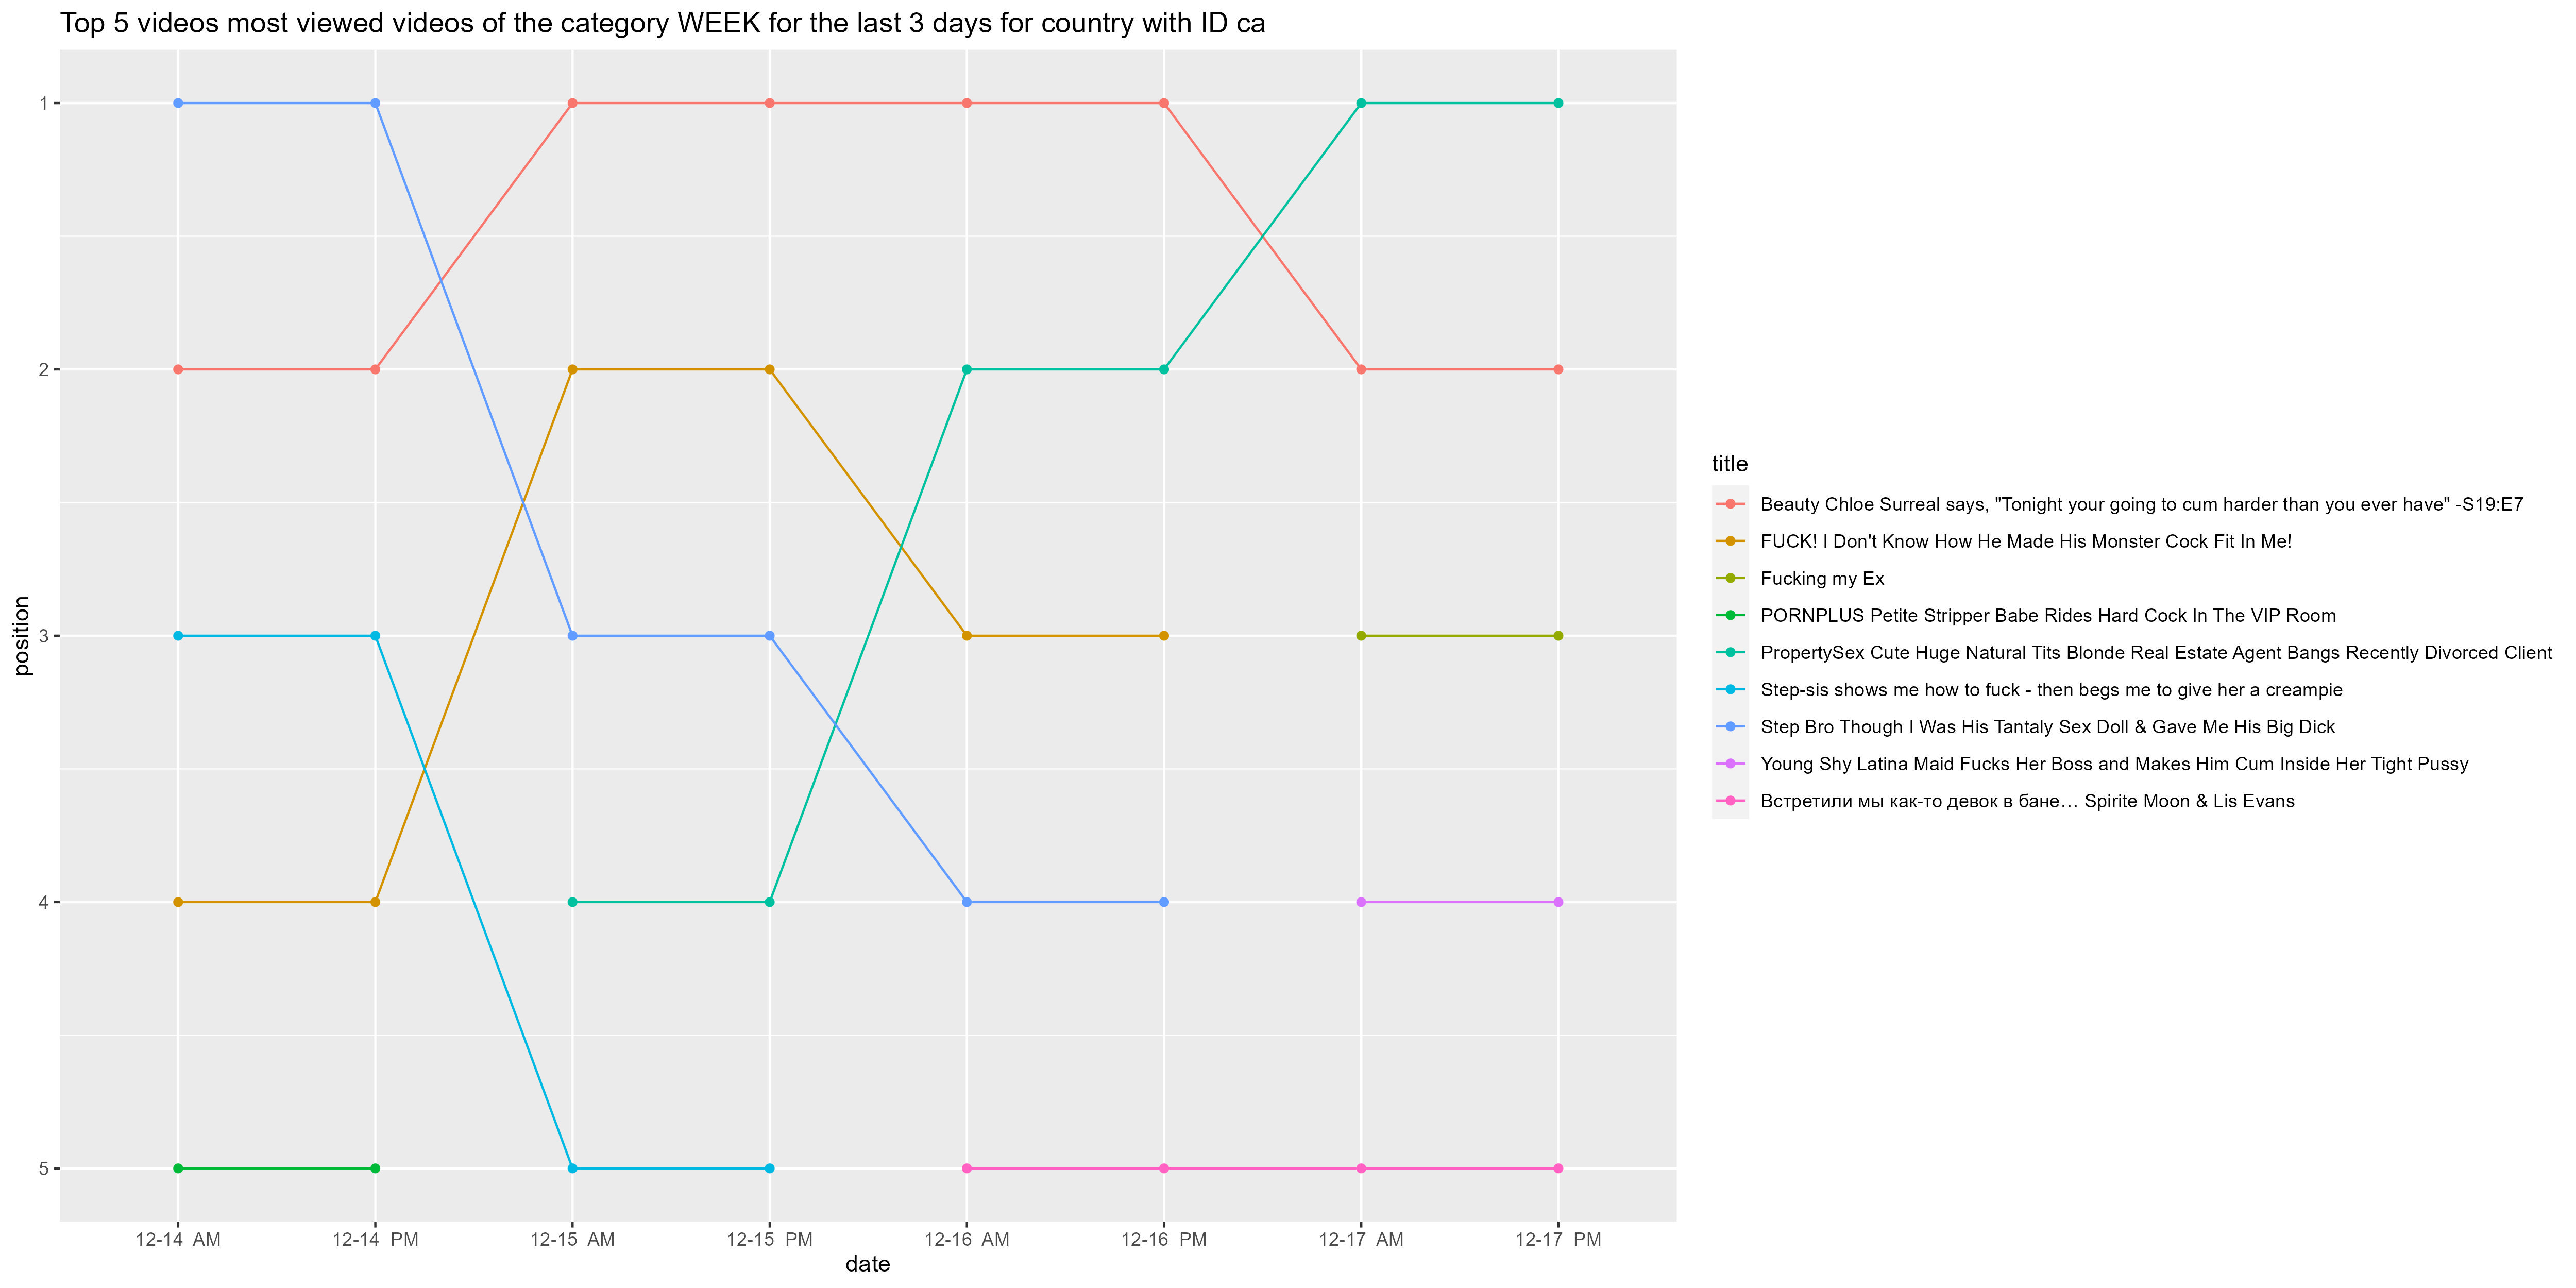 Top 5 videos most viewed videos of the category WEEK for the last 3 days for country with ID ca
1
2
3
4
5
position
12-14 AM
12-14 PM
12-15 AM
12-15 PM
12-16 AM
12-16 PM
12-17 AM
12-17 PM
date
title
Beauty Chloe Surreal says, "Tonight your going to cum harder than you ever have" -S19:E7
FUCK! I Don't Know How He Made His Monster Cock Fit In Me!
Fucking my Ex
PORNPLUS Petite Stripper Babe Rides Hard Cock In The VIP Room
PropertySex Cute Huge Natural Tits Blonde Real Estate Agent Bangs Recently Divorced Client
Step-sis shows me how to fuck - then begs me to give her a creampie
Step Bro Though I Was His Tantaly Sex Doll & Gave Me His Big Dick
Young Shy Latina Maid Fucks Her Boss and Makes Him Cum Inside Her Tight Pussy
Встретили мы как-то девок в бане… Spirite Moon & Lis Evans